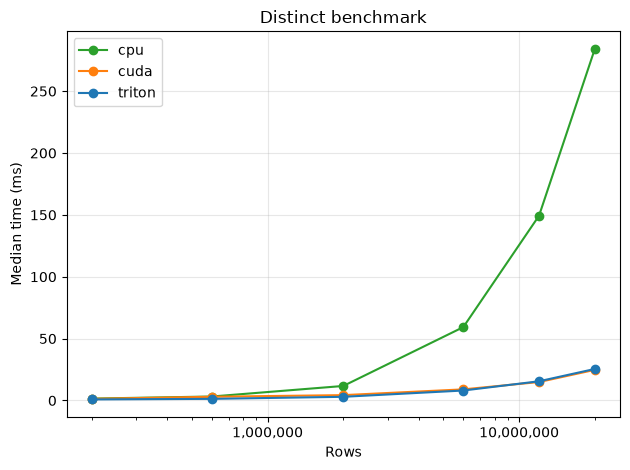 Distinct benchmark
cpu
cuda
triton
Median time (ms)
250
200
150
100
50
0
1,000,000
10,000,000
Rows